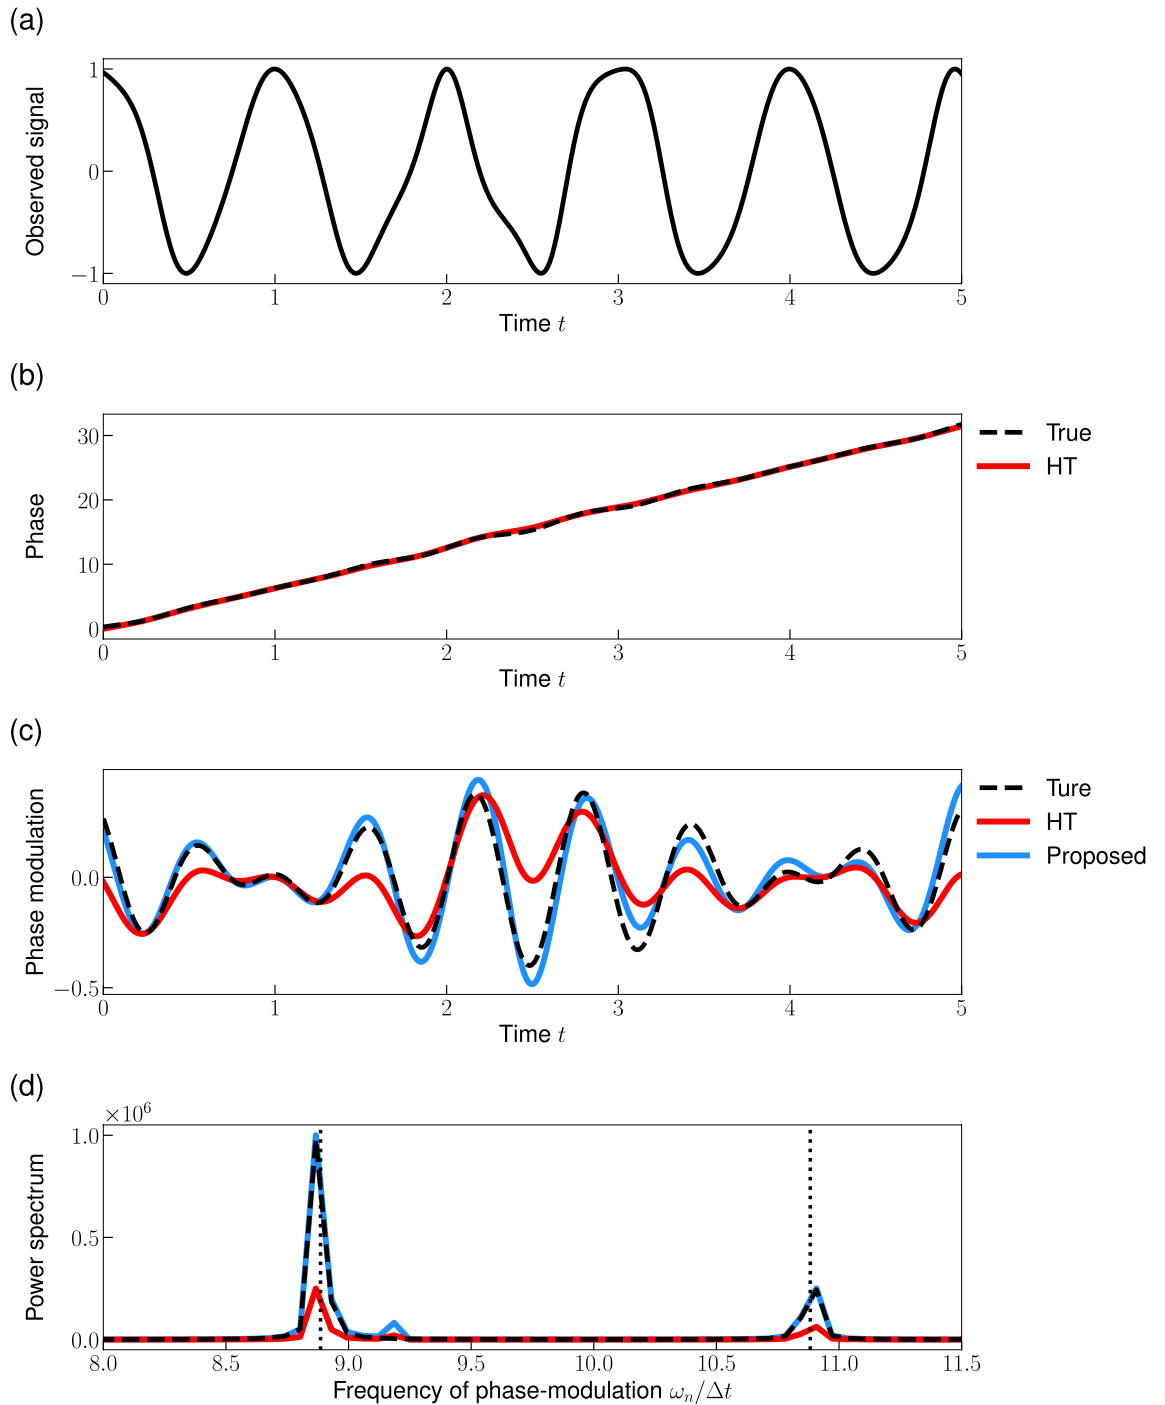 (a)
Observed signal
1
0
−1
0 1 2 3 4 5
Time t
(b)
Phase
30
20
10
0
0 1 2 3 4 5
Time t
True
HT
(c)
Phase modulation
0.0
−0.5
0 1 2 3 4 5
Time t
Ture
HT
Proposed
(d)
×10⁶
Power spectrum
1.0
0.5
0.0
8.0 8.5 9.0 9.5 10.0 10.5 11.0 11.5
Frequency of phase-modulation ωₙ/Δt